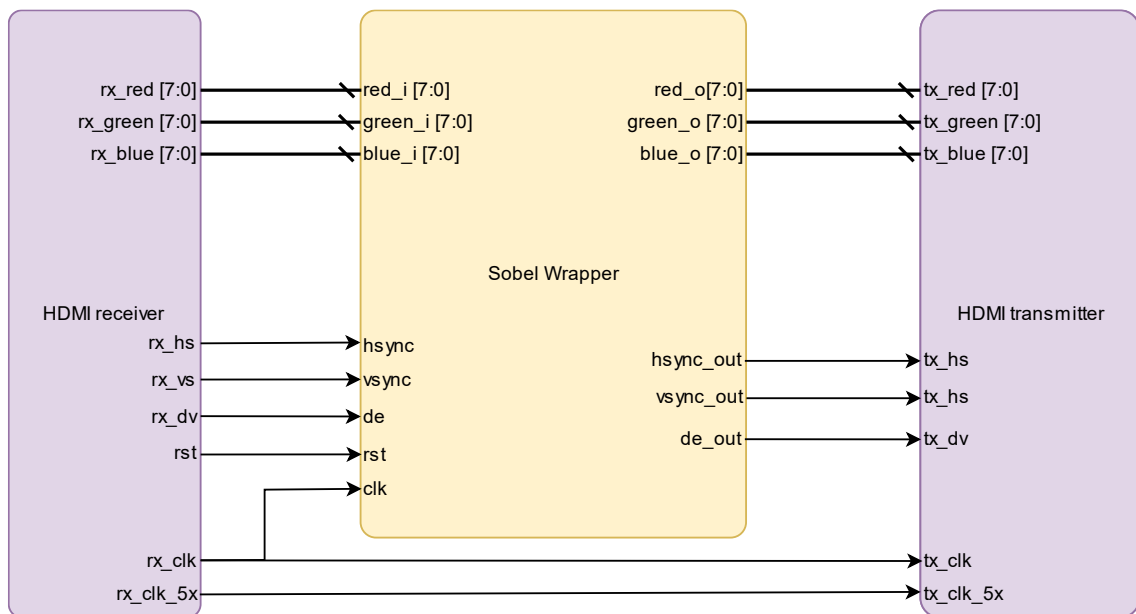 rx_red [7:0]
rx_green [7:0]
rx_blue [7:0]
HDMI receiver
rx_hs
rx_vs
rx_dv
rst
rx_clk
rx_clk_5x
red_i [7:0]
green_i [7:0]
blue_i [7:0]
hsync
vsync
de
rst
clk
Sobel Wrapper
red_o[7:0]
green_o [7:0]
blue_o [7:0]
hsync_out
vsync_out
de_out
tx_red [7:0]
tx_green [7:0]
tx_blue [7:0]
HDMI transmitter
tx_hs
tx_hs
tx_dv
tx_clk
tx_clk_5x